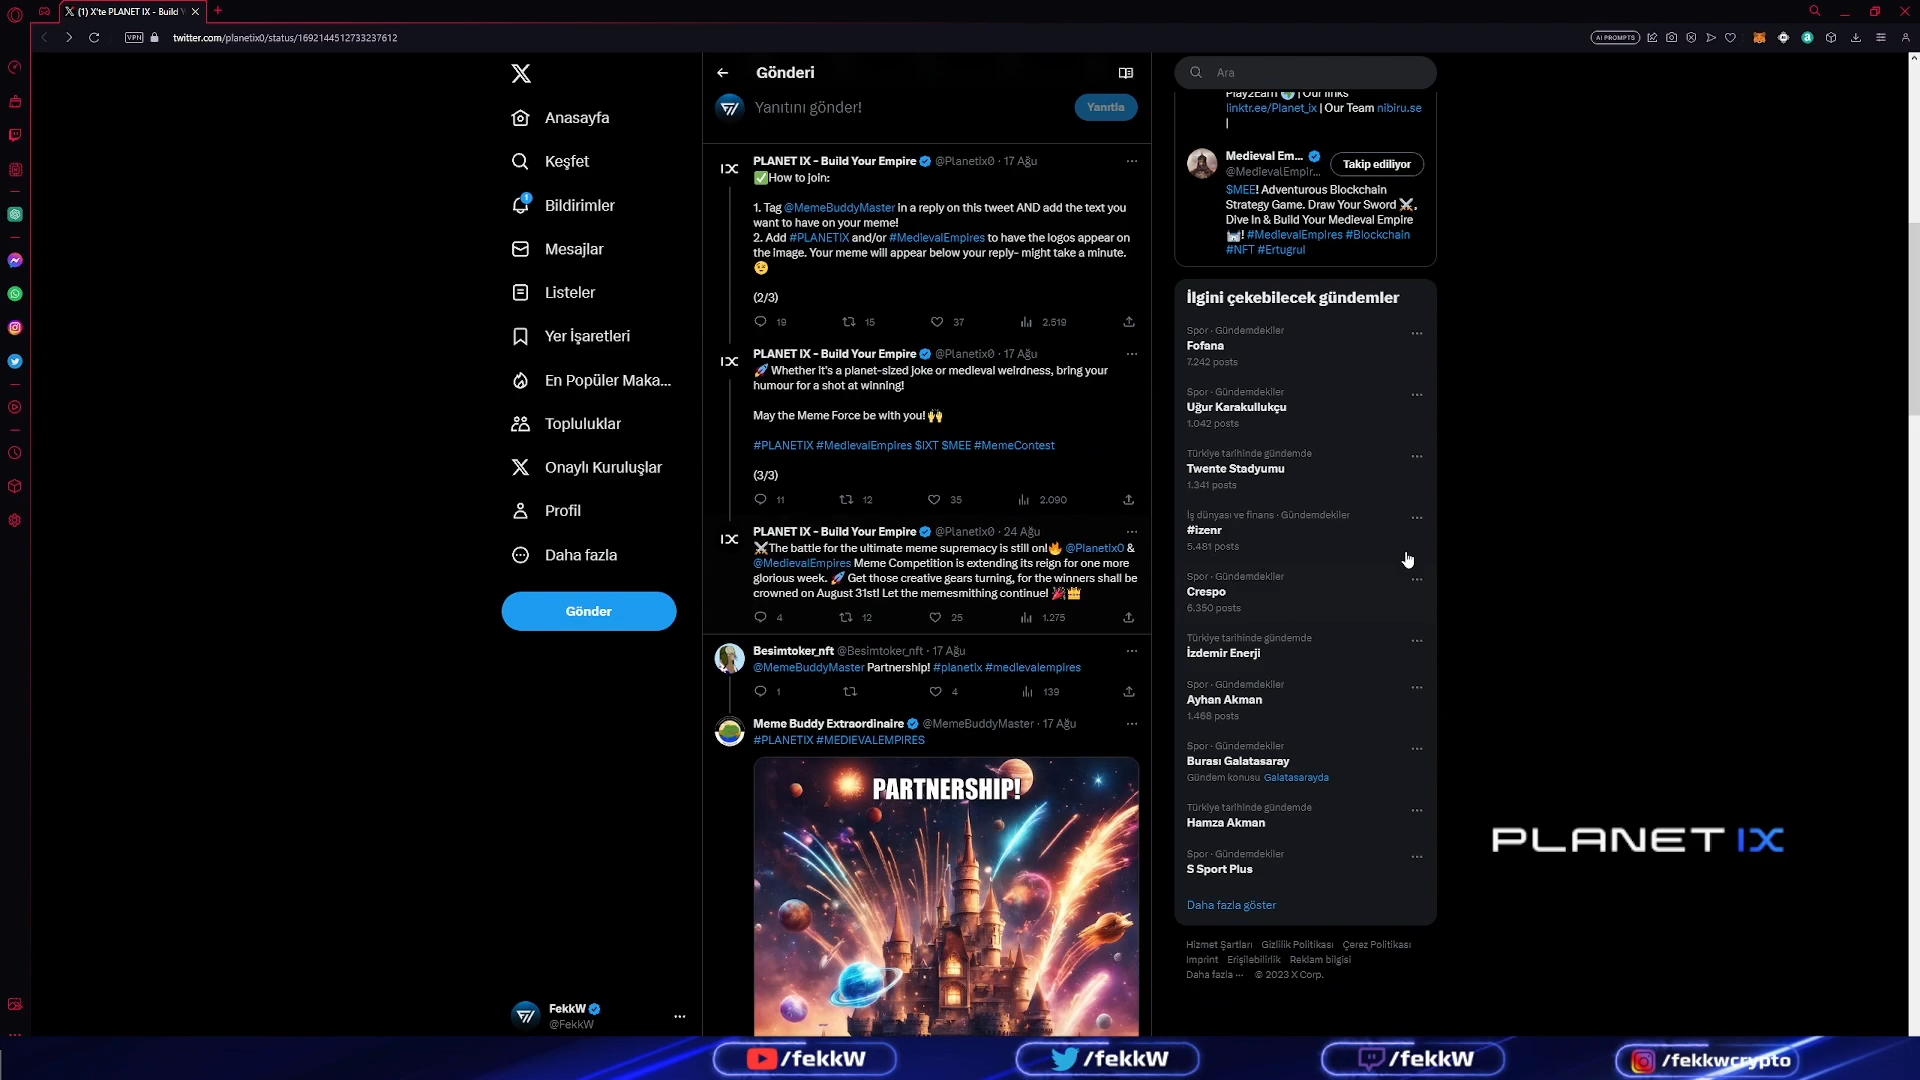 (1) X'te PLANET IX - Build Y
VPN
twitter.com/planetix0/status/1692144512733237612
AI PROMPTS
Anasayfa
Keşfet
1
Bildirimler
Mesajlar
Listeler
Yer İşaretleri
En Popüler Maka...
Topluluklar
Onaylı Kuruluşlar
Profil
Daha fazla
Gönder
FekkW
@FekkW
Gönderi
Yanıtını gönder!
Yanıtla
PLANET IX - Build Your Empire @Planetix0 · 17 Ağu
✅How to join:
1. Tag @MemeBuddyMaster in a reply on this tweet AND add the text you
want to have on your meme!
2. Add #PLANETIX and/or #MedievalEmpires to have the logos appear on
the image. Your meme will appear below your reply- might take a minute.
😉
(2/3)
19 15 37 2.519
PLANET IX - Build Your Empire @Planetix0 · 17 Ağu
🚀 Whether it's a planet-sized joke or medieval weirdness, bring your
humour for a shot at winning!
May the Meme Force be with you! 🙌
#PLANETIX #MedievalEmpires $IXT $MEE #MemeContest
(3/3)
11 12 35 2.090
PLANET IX - Build Your Empire @Planetix0 · 24 Ağu
⚔️The battle for the ultimate meme supremacy is still on!🔥 @Planetix0 &
@MedievalEmpires Meme Competition is extending its reign for one more
glorious week. 🚀 Get those creative gears turning, for the winners shall be
crowned on August 31st! Let the memesmithing continue! 🎉👑
4 12 25 1.275
Besimtoker_nft @Besimtoker_nft · 17 Ağu
@MemeBuddyMaster Partnership! #planetix #medievalempires
1 4 139
Meme Buddy Extraordinaire @MemeBuddyMaster · 17 Ağu
#PLANETIX #MEDIEVALEMPIRES
PARTNERSHIP!
Ara
Play2Earn 🌍 | Our links
linktr.ee/Planet_ix | Our Team nibiru.se
|
Medieval Em...
@MedievalEmpir...
Takip ediliyor
$MEE! Adventurous Blockchain
Strategy Game. Draw Your Sword ⚔️,
Dive In & Build Your Medieval Empire
🏰! #MedievalEmpires #Blockchain
#NFT #Ertugrul
İlgini çekebilecek gündemler
Spor · Gündemdekiler
Fofana
7.242 posts
Spor · Gündemdekiler
Uğur Karakullukçu
1.042 posts
Türkiye tarihinde gündemde
Twente Stadyumu
1.341 posts
İş dünyası ve finans · Gündemdekiler
#izenr
5.481 posts
Spor · Gündemdekiler
Crespo
6.350 posts
Türkiye tarihinde gündemde
İzdemir Enerji
Spor · Gündemdekiler
Ayhan Akman
1.468 posts
Spor · Gündemdekiler
Burası Galatasaray
Gündem konusu Galatasarayda
Türkiye tarihinde gündemde
Hamza Akman
Spor · Gündemdekiler
S Sport Plus
Daha fazla göster
Hizmet Şartları Gizlilik Politikası Çerez Politikası
Imprint Erişilebilirlik Reklam bilgisi
Daha fazla ··· © 2023 X Corp.
PLANET IX
/fekkW
/fekkW
/fekkW
/fekkwcrypto